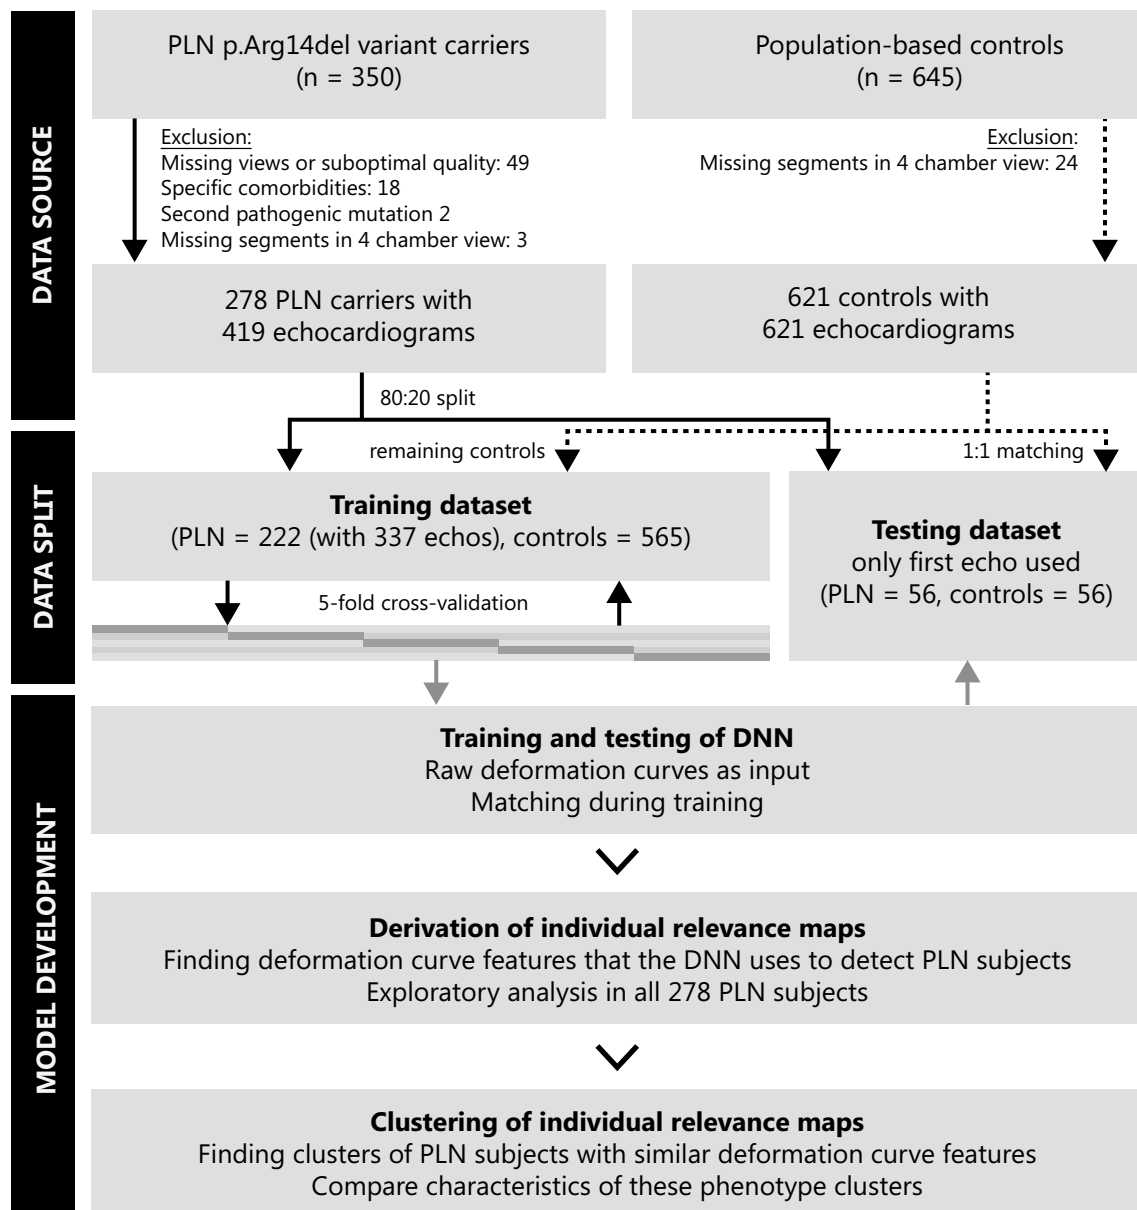 DATA SOURCE
PLN p.Arg14del variant carriers
(n = 350)
Population-based controls
(n = 645)
Exclusion:
Missing views or suboptimal quality: 49
Specific comorbidities: 18
Second pathogenic mutation 2
Missing segments in 4 chamber view: 3
Exclusion:
Missing segments in 4 chamber view: 24
278 PLN carriers with
419 echocardiograms
621 controls with
621 echocardiograms
80:20 split
remaining controls
1:1 matching
DATA SPLIT
Training dataset
(PLN = 222 (with 337 echos), controls = 565)
5-fold cross-validation
Testing dataset
only first echo used
(PLN = 56, controls = 56)
MODEL DEVELOPMENT
Training and testing of DNN
Raw deformation curves as input
Matching during training
Derivation of individual relevance maps
Finding deformation curve features that the DNN uses to detect PLN subjects
Exploratory analysis in all 278 PLN subjects
Clustering of individual relevance maps
Finding clusters of PLN subjects with similar deformation curve features
Compare characteristics of these phenotype clusters